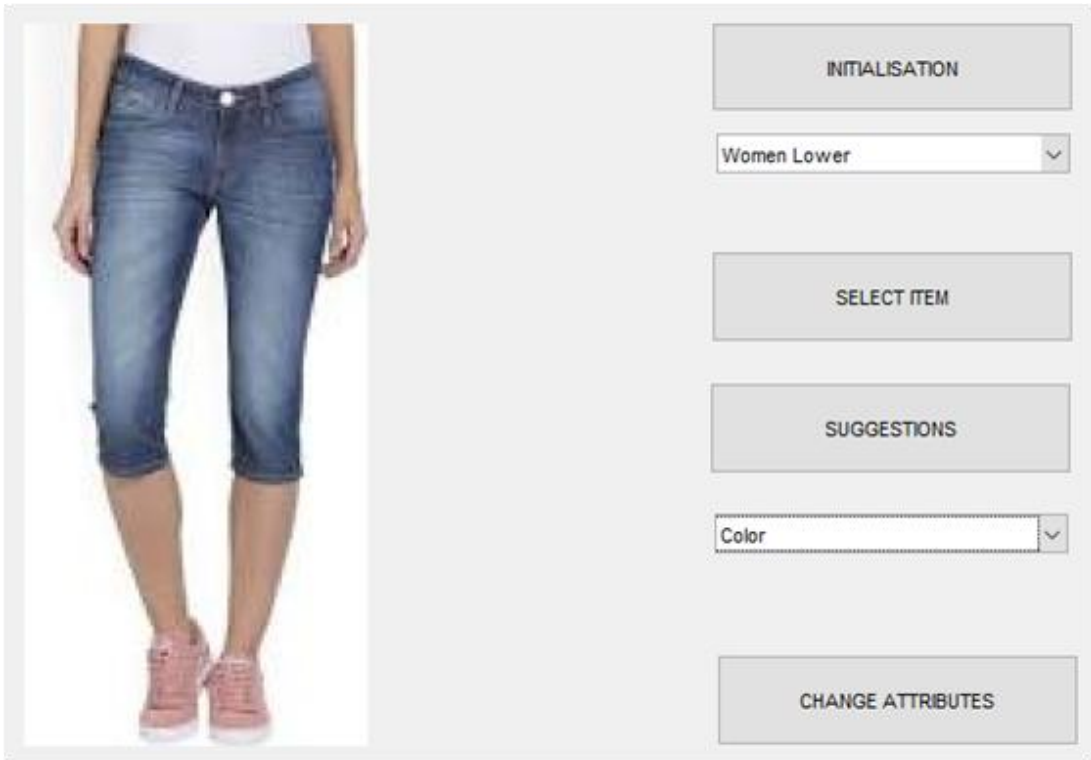 INITIALISATION
Women Lower
SELECT ITEM
SUGGESTIONS
Color
CHANGE ATTRIBUTES